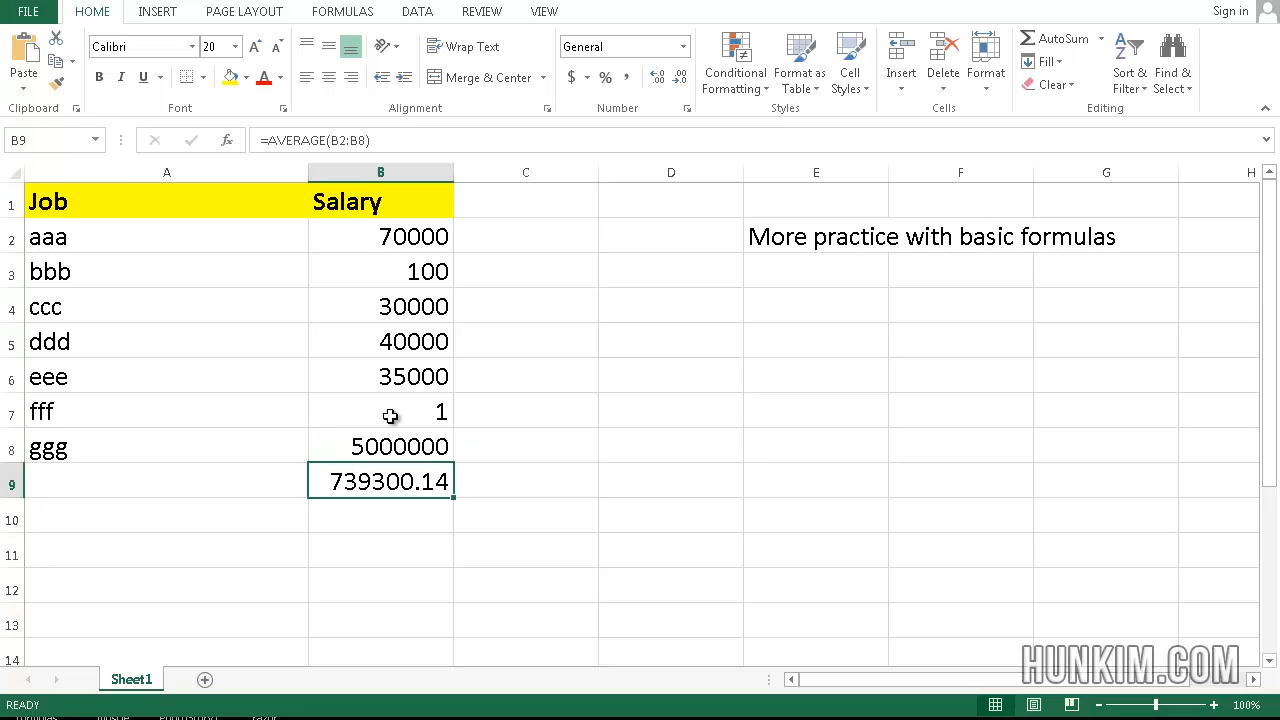 FILE HOME INSERT PAGE LAYOUT FORMULAS DATA REVIEW VIEW Sign in
Calibri 20 Wrap Text General AutoSum
Fill
Paste B I U Merge & Center $ % Conditional Format as Cell Insert Delete Format Sort & Find &
Clear
Formatting Table Styles Filter Select
Clipboard Font Alignment Number Styles Cells Editing
B9 fx =AVERAGE(B2:B8)
A B C D E F G H
1 Job Salary
2 aaa 70000 More practice with basic formulas
3 bbb 100
4 ccc 30000
5 ddd 40000
6 eee 35000
7 fff 1
8 ggg 5000000
9 739300.14
10
11
12
13
14
HUNKIM.COM
Sheet1
READY 100%